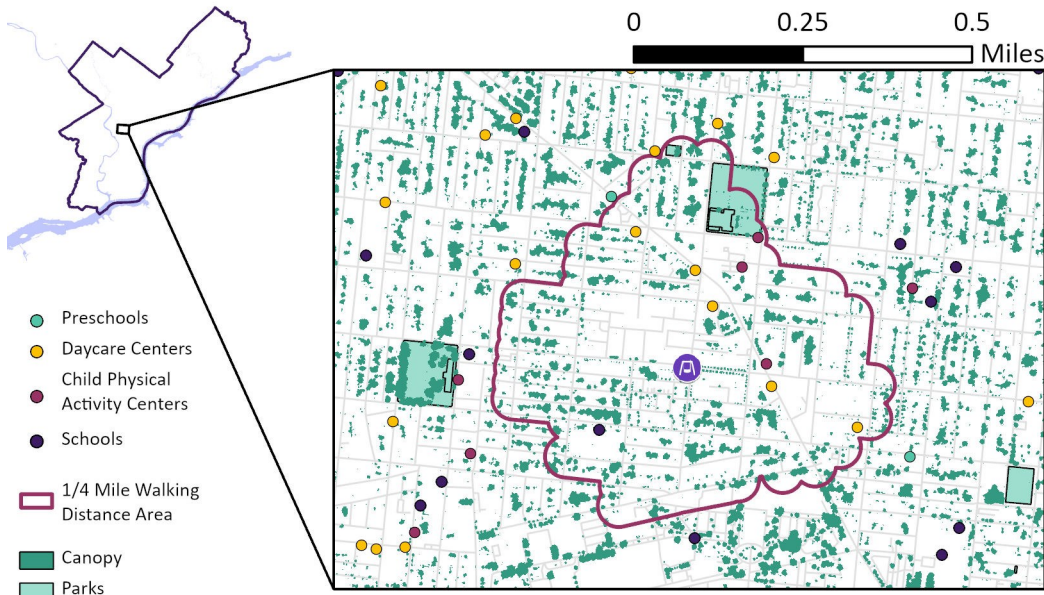 0 0.25 0.5
Miles
Preschools
Daycare Centers
Child Physical
Activity Centers
Schools
1/4 Mile Walking
Distance Area
Canopy
Parks